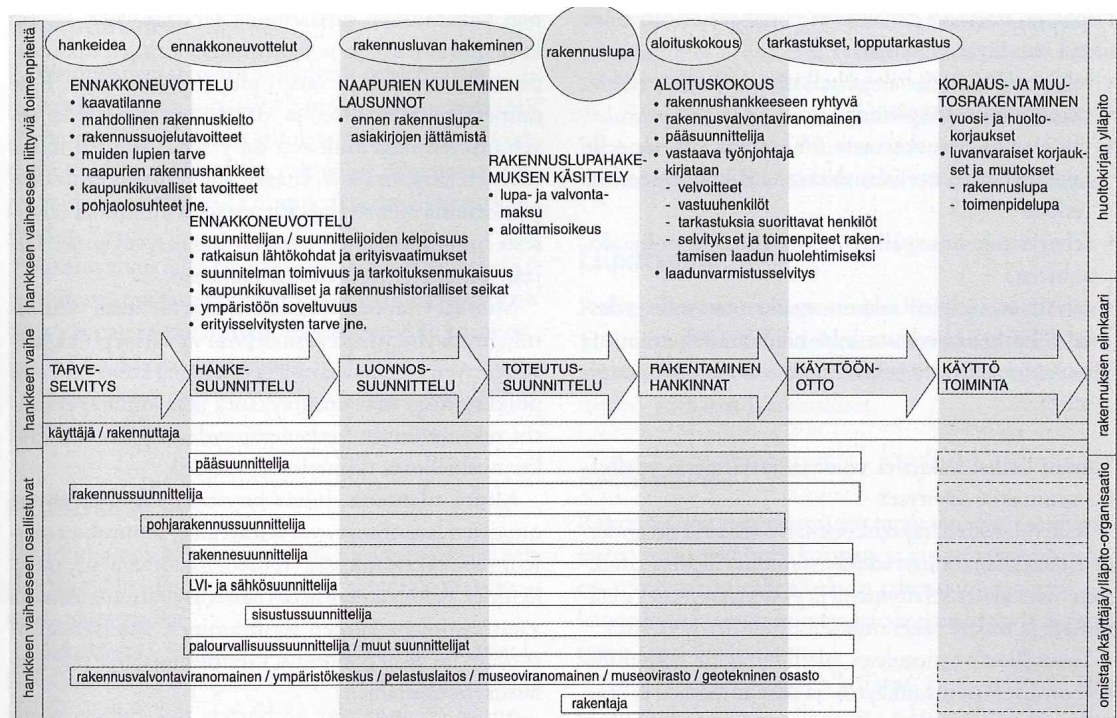 hankeidea
ennakkoneuvottelut
rakennusluvan hakeminen
rakennuslupa
aloituskokous
tarkastukset, loppu­tarkastus
hankkeen vaiheeseen liittyviä toimenpiteitä
ENNAKKONEUVOTTELU
• kaavatilanne
• mahdollinen rakennuskielto
• rakennussuojelutavoitteet
• muiden lupien tarve
• naapurien rakennushankkeet
• kaupunkikuvalliset tavoitteet
• pohjaolosuhteet jne.
ENNAKKONEUVOTTELU
• suunnittelijan / suunnittelijoiden kelpoisuus
• ratkaisun lähtökohdat ja erityisvaatimukset
• suunnitelman toimivuus ja tarkoituksenmukaisuus
• kaupunkikuvalliset ja rakennushistorialliset seikat
• ympäristöön soveltuvuus
• erityisselvitysten tarve jne.
NAAPURIEN KUULEMINEN
LAUSUNNOT
• ennen rakennuslupa-
asiakirjojen jättämistä
RAKENNUSLUPAHAKE-
MUKSEN KÄSITTELY
• lupa- ja valvonta-
maksu
• aloittamisoikeus
ALOITUSKOKOUS
• rakennushankkeeseen ryhtyvä
• rakennusvalvontaviranomainen
• pääsuunnittelija
• vastaava työnjohtaja
• kirjataan
- velvoitteet
- vastuuhenkilöt
- tarkastuksia suorittavat henkilöt
- selvitykset ja toimenpiteet raken-
tamisen laadun huolehtimiseksi
• laadunvarmistusselvitys
KORJAUS- JA MUU-
TOSRAKENTAMINEN
• vuosi- ja huolto-
korjaukset
• luvanvaraiset korjauk-
set ja muutokset
- rakennuslupa
- toimenpidelupa
huoltokirja/ylläpito
hankkeen vaihe
TARVE-
SELVITYS
HANKE-
SUUNNITTELU
LUONNOS-
SUUNNITTELU
TOTEUTUS-
SUUNNITTELU
RAKENTAMINEN
HANKINNAT
KÄYTTÖÖN-
OTTO
KÄYTTÖ
TOIMINTA
rakennuksen elinkaari
hankkeen vaiheeseen osallistuvat
käyttäjä / rakennuttaja
pääsuunnittelija
rakennussuunnittelija
pohjarakennussuunnittelija
rakennesuunnittelija
LVI- ja sähkösuunnittelija
sisustussuunnittelija
palourvallisuussuunnittelija / muut suunnittelijat
rakennusvalvontaviranomainen / ympäristökeskus / pelastuslaitos / museoviranomainen / museovirasto / geotekninen osasto
rakentaja
omistaja/käyttäjä/ylläpito-organisaatio